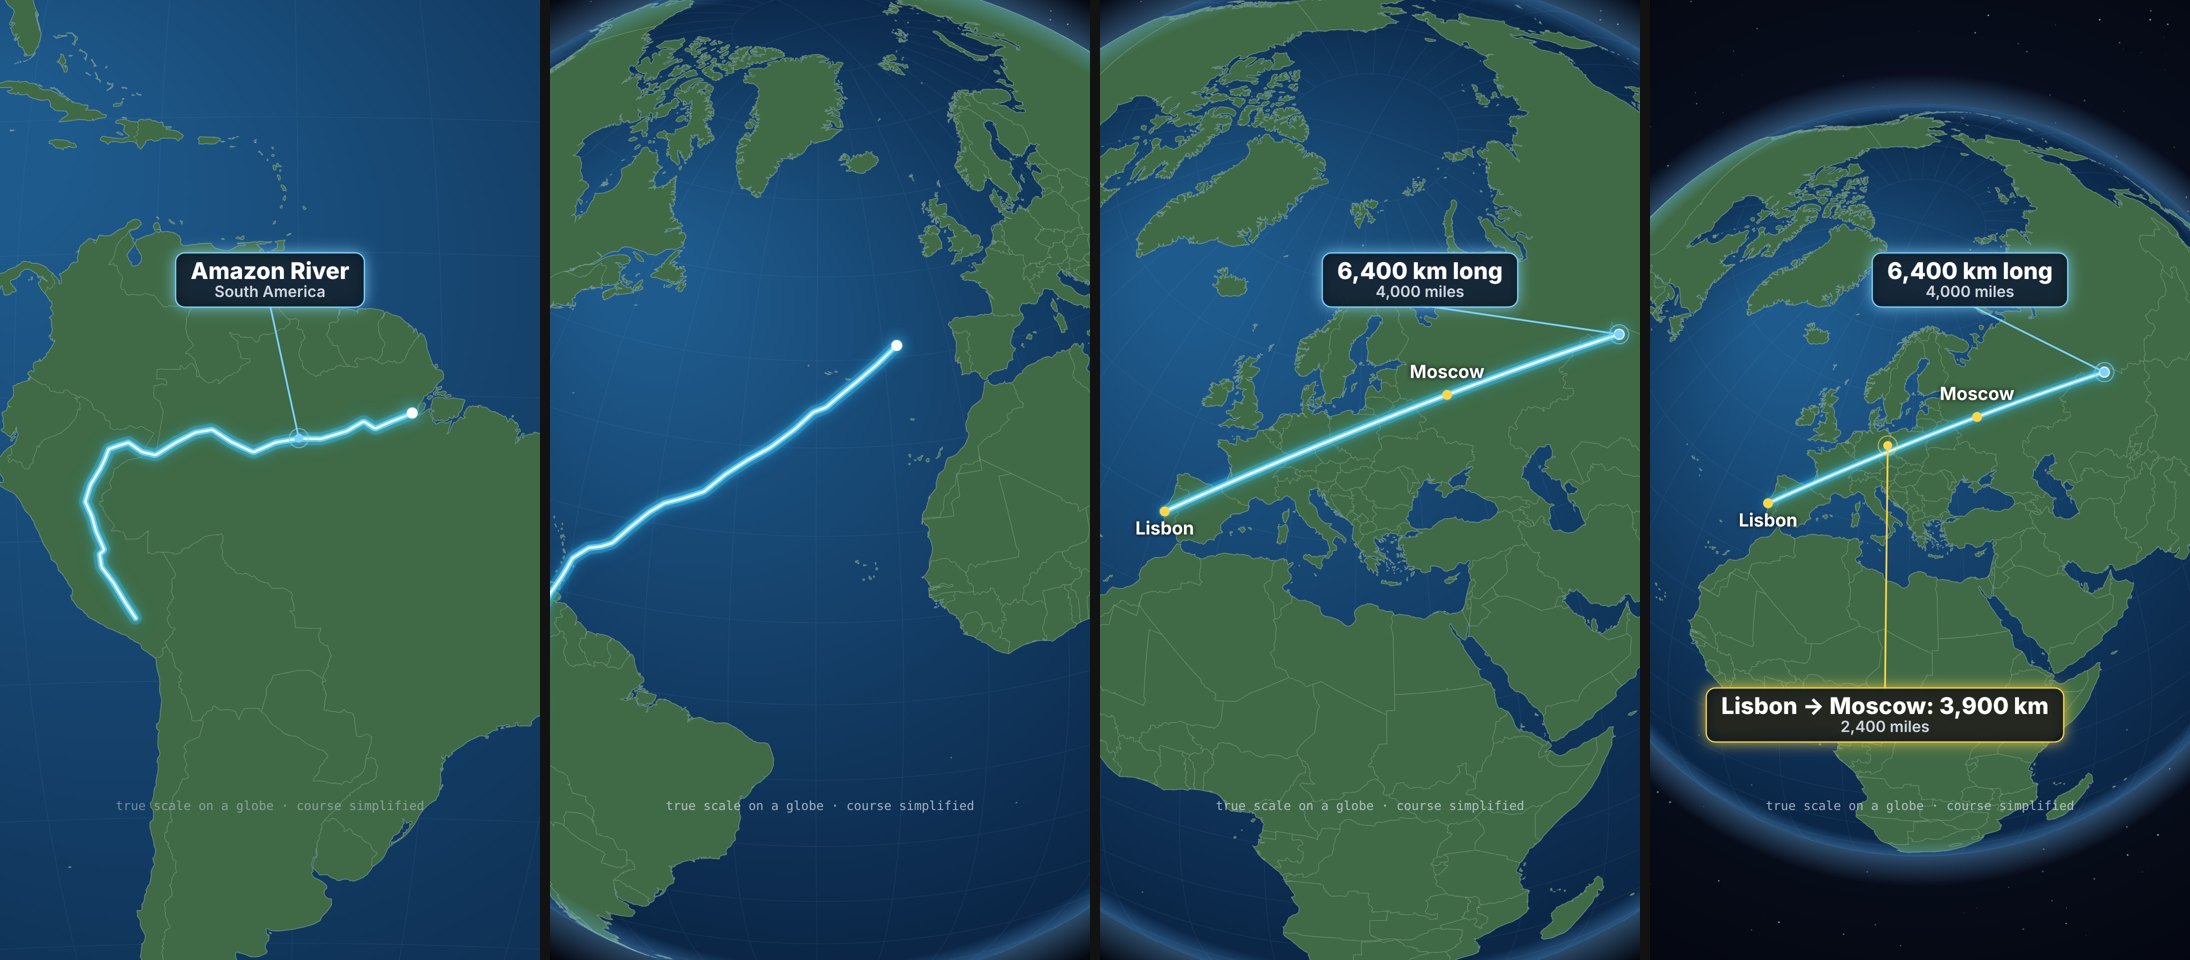 Amazon River
South America
true scale on a globe · course simplified
true scale on a globe · course simplified
6,400 km long
4,000 miles
Moscow
Lisbon
true scale on a globe · course simplified
6,400 km long
4,000 miles
Moscow
Lisbon
Lisbon → Moscow: 3,900 km
2,400 miles
true scale on a globe · course simplified